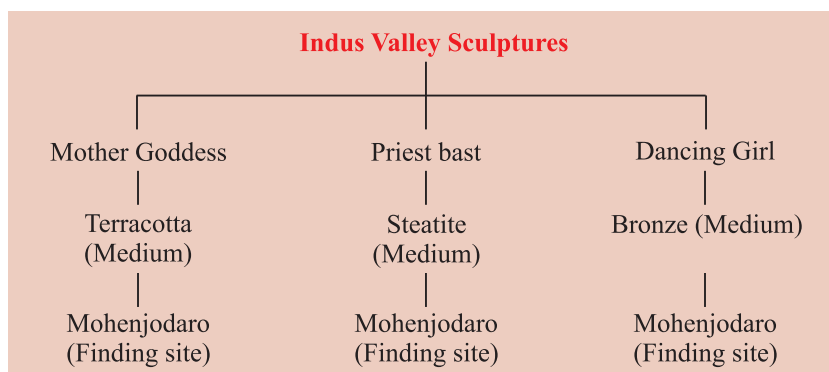 Indus Valley Sculptures
Mother Goddess
Priest bast
Dancing Girl
Terracotta
(Medium)
Steatite
(Medium)
Bronze (Medium)
Mohenjodaro
(Finding site)
Mohenjodaro
(Finding site)
Mohenjodaro
(Finding site)